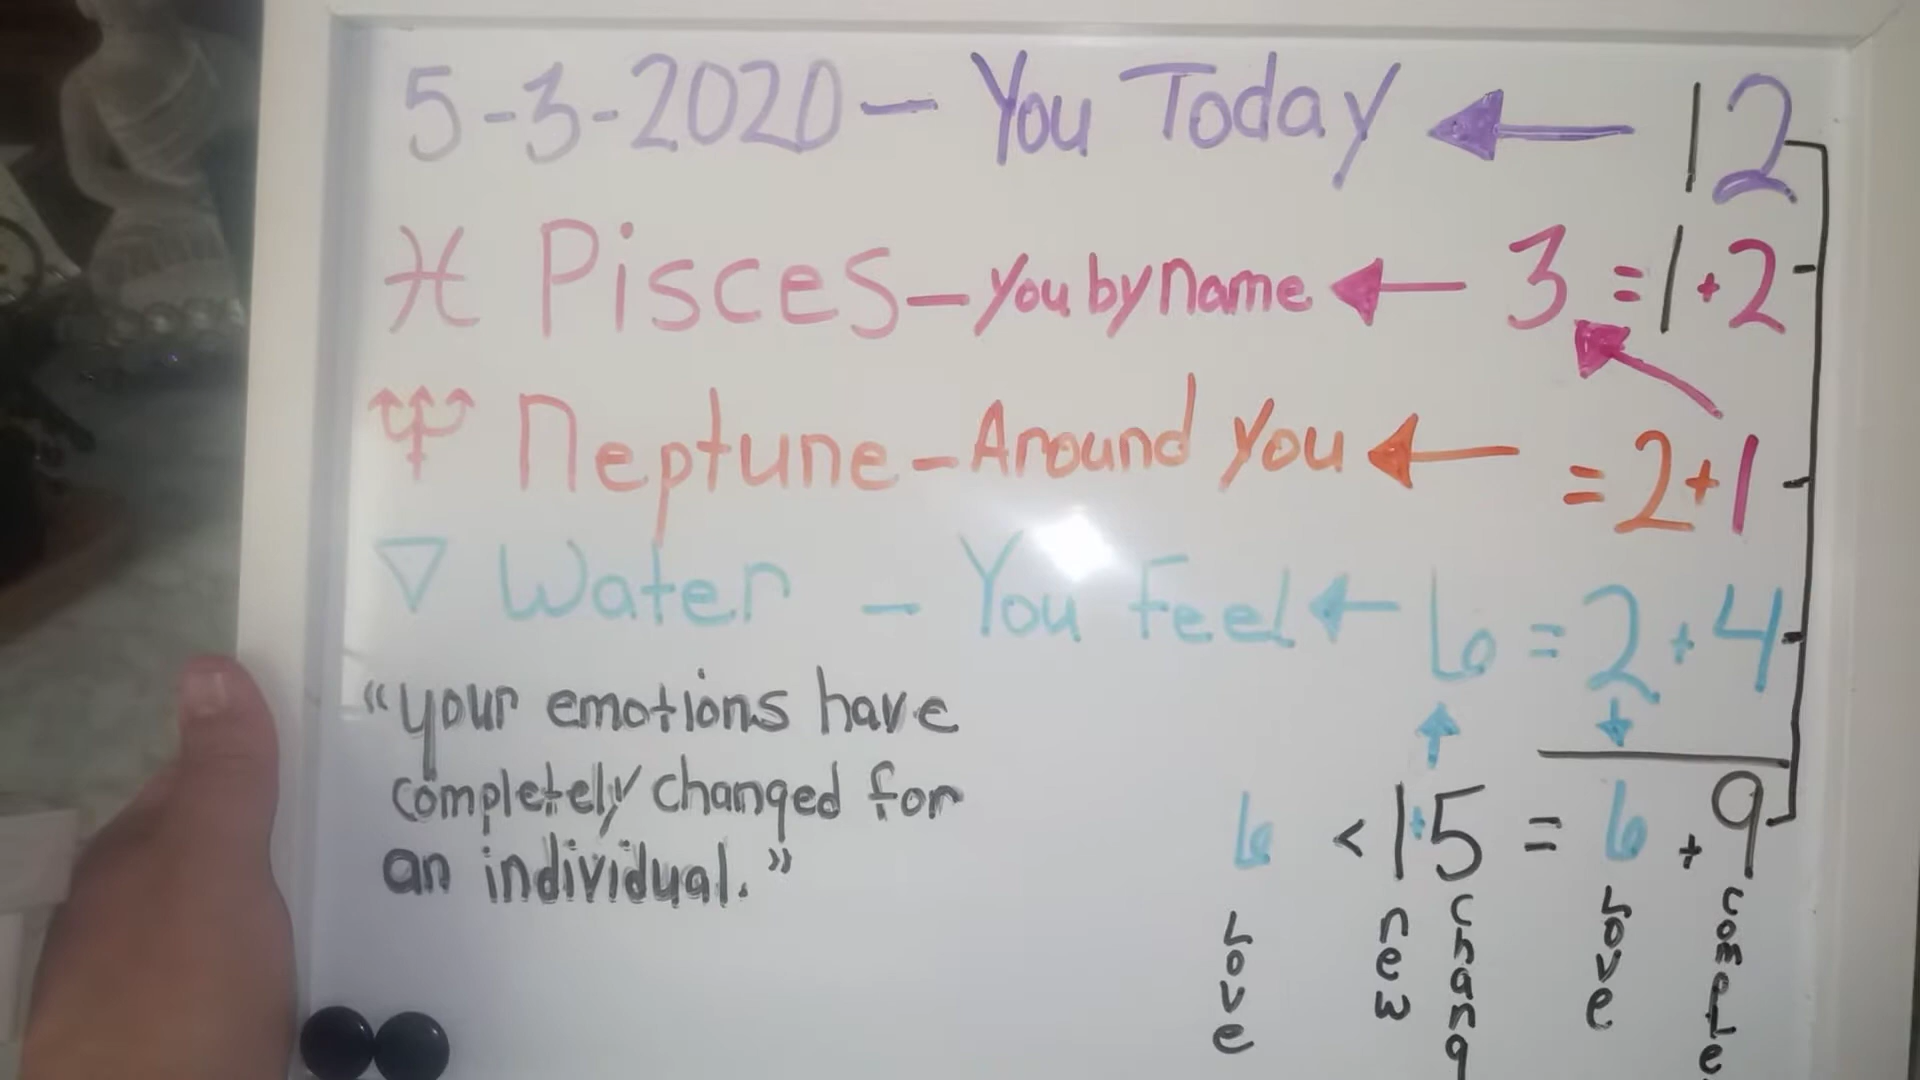 5-3-2020 — You Today ← 12
♓ Pisces — You by Name ← 3 = 1 + 2
♆ Neptune — Around You ← = 2 + 1
▽ Water - You Feel ← 6 = 2 + 4
"your emotions have
completely changed for
an individual."
6 < 1+5 = 6 + 9
Love
new
Chang
Love
comple